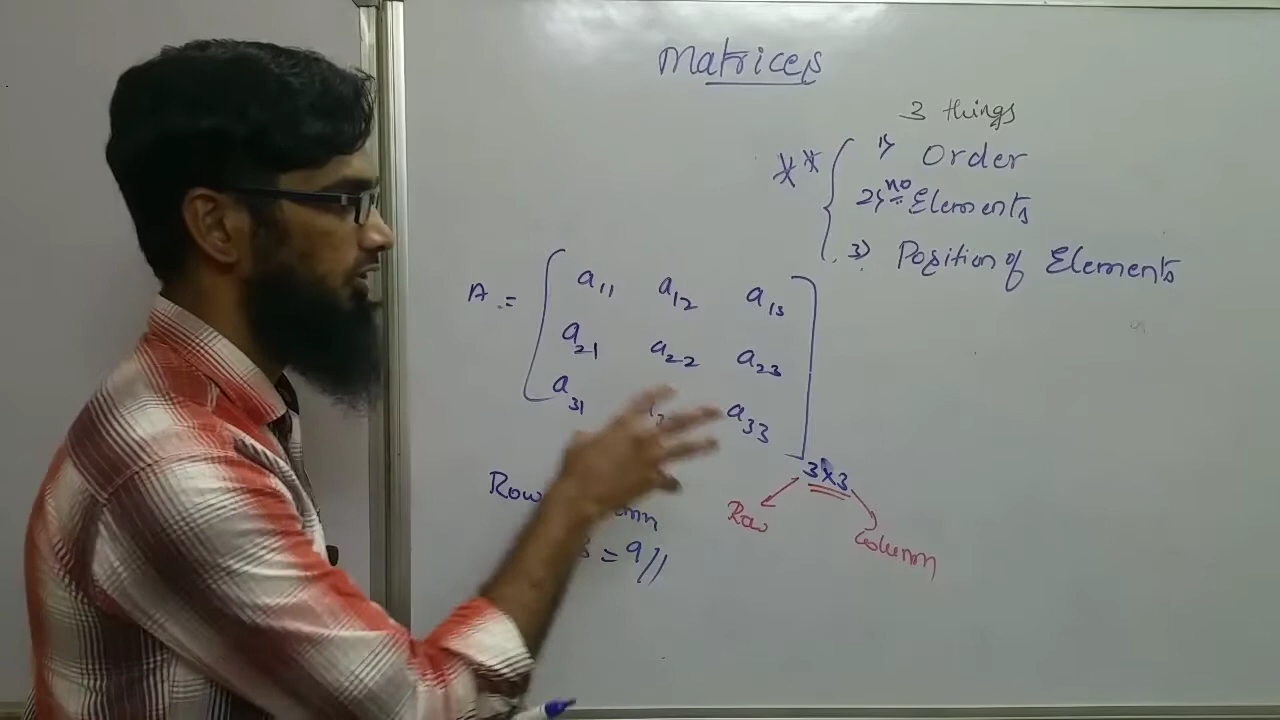 Matrices
3 things
** { 1) Order
2) no = Elements
3) Position of Elements
A = [ a11 a12 a13
a21 a22 a23
a31 a33 ]
3x3
Row
Row Column
3 = 9//